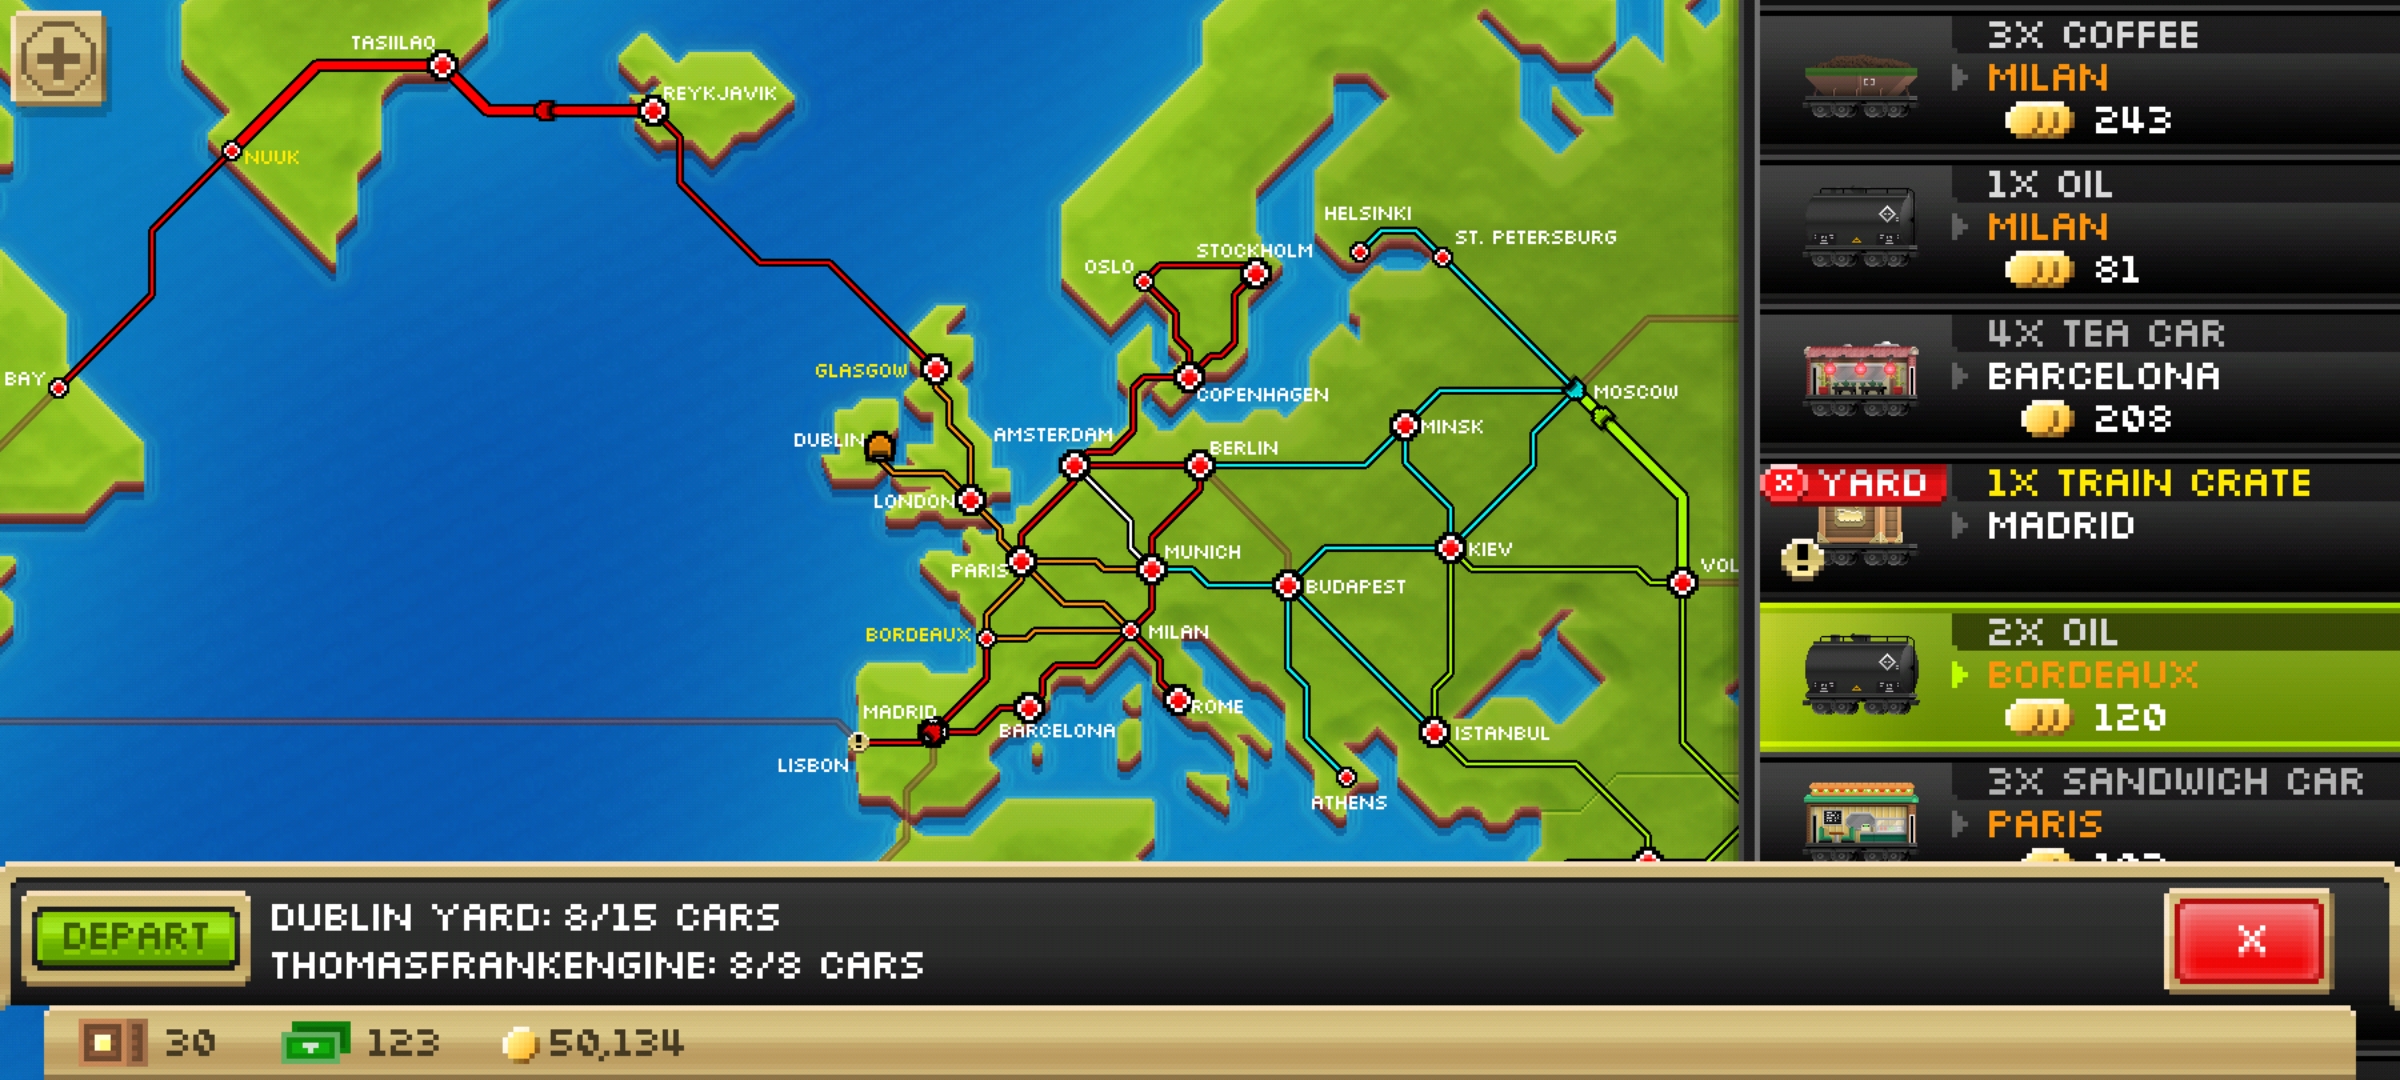 TASIILAQ
REYKJAVIK
NUUK
BAY
HELSINKI
ST. PETERSBURG
STOCKHOLM
OSLO
GLASGOW
COPENHAGEN
MOSCOW
MINSK
DUBLIN
AMSTERDAM
BERLIN
LONDON
PARIS
MUNICH
KIEV
VOL
BUDAPEST
BORDEAUX
MILAN
MADRID
BARCELONA
ROME
ISTANBUL
LISBON
ATHENS
3X COFFEE
MILAN
243
1X OIL
MILAN
81
4X TEA CAR
BARCELONA
208
YARD
1X TRAIN CRATE
MADRID
2X OIL
BORDEAUX
120
3X SANDWICH CAR
PARIS
DEPART
DUBLIN YARD: 8/15 CARS
THOMASFRANKENGINE: 8/8 CARS
X
30
123
50,134